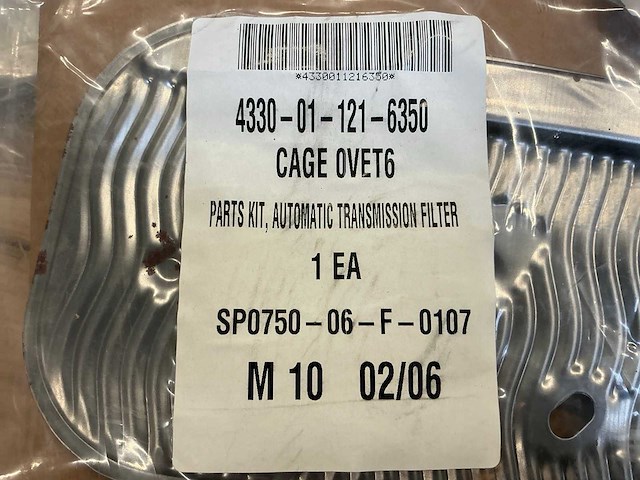 *4330011216350*
4330-01-121-6350
CAGE 0VET6
PARTS KIT, AUTOMATIC TRANSMISSION FILTER
1 EA
SP0750-06-F-0107
M 10 02/06